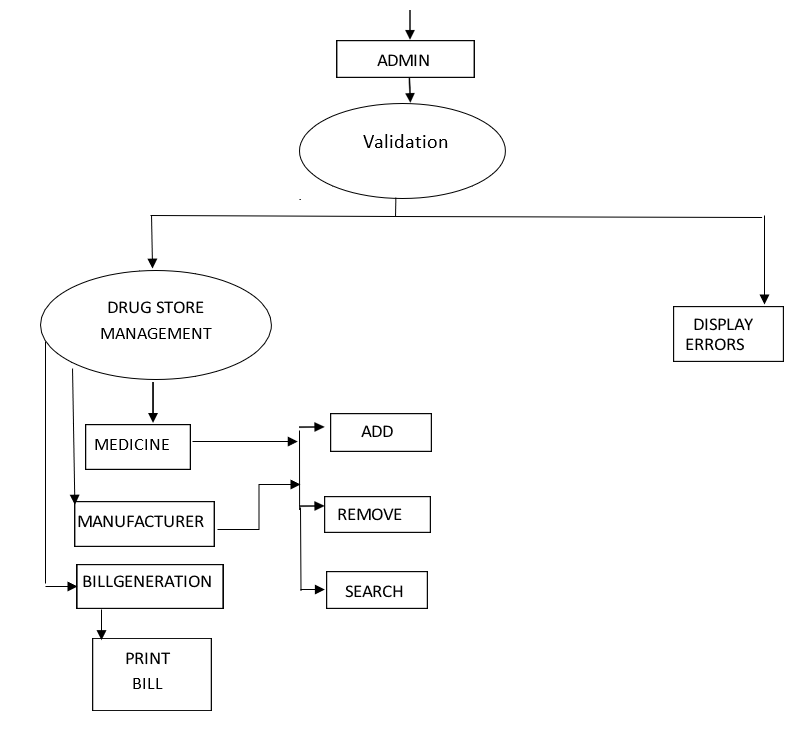 ADMIN
Validation
DRUG STORE
MANAGEMENT
DISPLAY
ERRORS
MEDICINE
ADD
MANUFACTURER
REMOVE
BILLGENERATION
SEARCH
PRINT
BILL